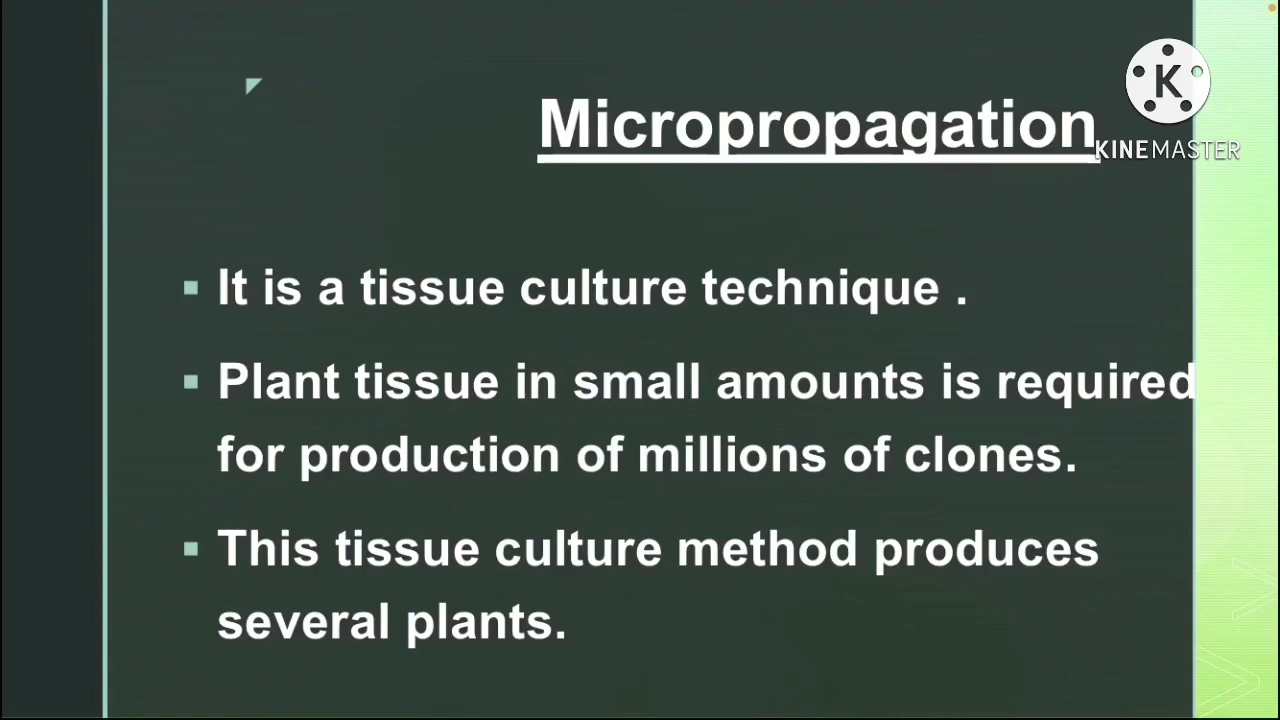 Micropropagation
K
KINEMASTER
It is a tissue culture technique .
Plant tissue in small amounts is required
for production of millions of clones.
This tissue culture method produces
several plants.